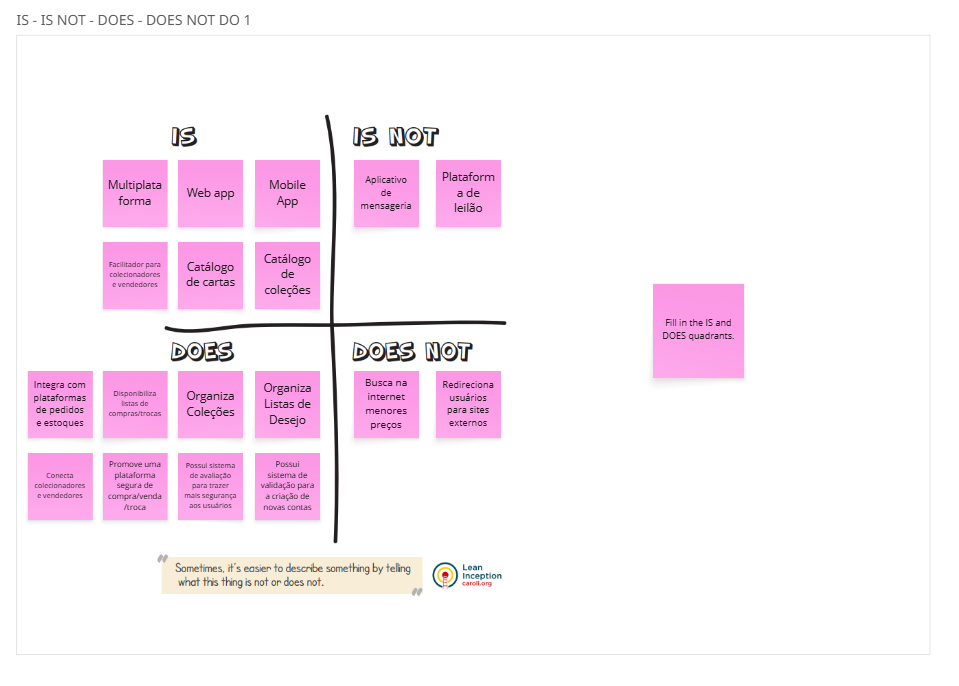 IS - IS NOT - DOES - DOES NOT DO 1
IS
IS NOT
Multiplata
forma
Web app
Mobile
App
Aplicativo
de
mensageria
Plataform
a de
leilão
Facilitador para
colecionadores
e vendedores
Catálogo
de cartas
Catálogo
de
coleções
Fill in the IS and
DOES quadrants.
DOES
DOES NOT
Integra com
plataformas
de pedidos
e estoques
Disponibiliza
listas de
compras/trocas
Organiza
Coleções
Organiza
Listas de
Desejo
Busca na
internet
menores
preços
Redireciona
usuários
para sites
externos
Conecta
colecionadores
e vendedores
Promove uma
plataforma
segura de
compra/venda
/troca
Possui sistema
de avaliação
para trazer
mais segurança
aos usuários
Possui
sistema de
validação para
a criação de
novas contas
" Sometimes, it's easier to describe something by telling
what this thing is not or does not. "
Lean
Inception
caroli.org